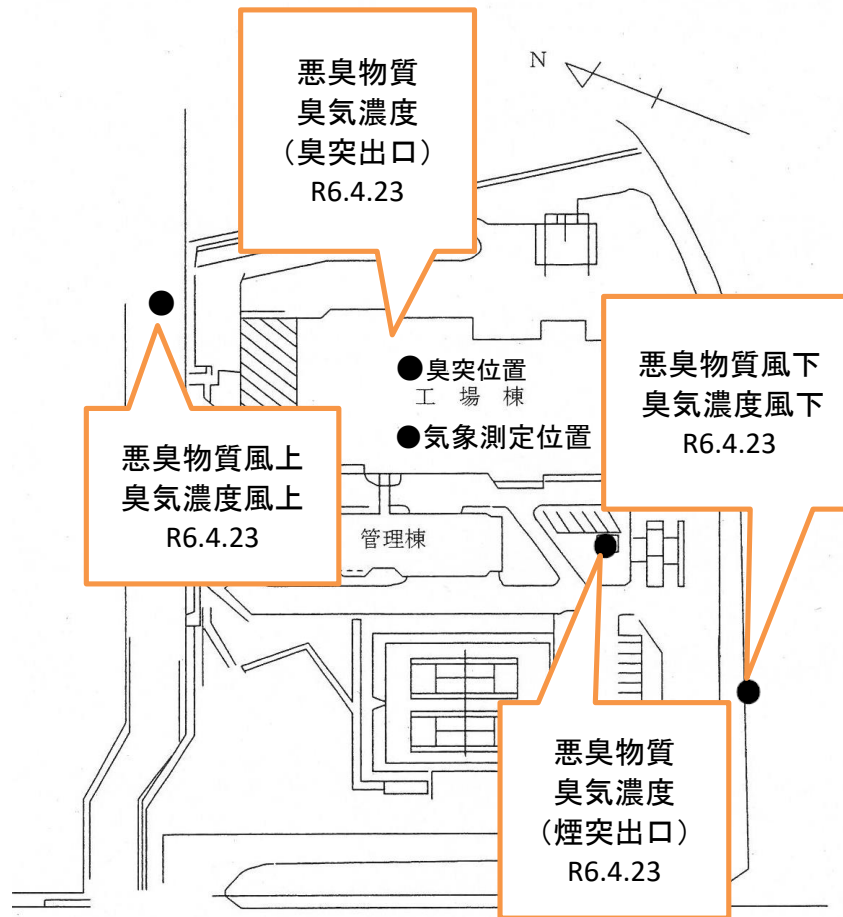 N
悪臭物質
臭気濃度
（臭突出口）
R6.4.23
●臭突位置
工場棟
●気象測定位置
悪臭物質風下
臭気濃度風下
R6.4.23
悪臭物質風上
臭気濃度風上
R6.4.23
管理棟
悪臭物質
臭気濃度
（煙突出口）
R6.4.23